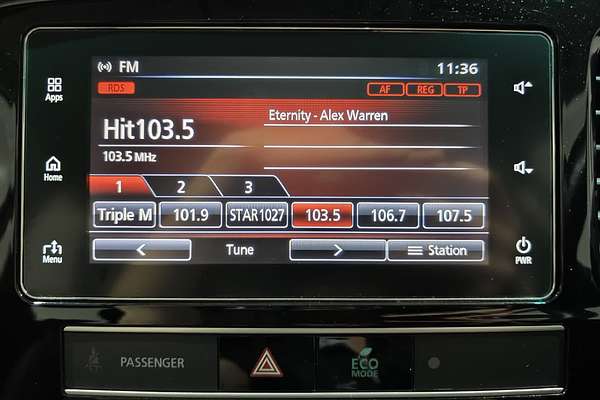 FM 11:36
RDS AF REG TP
Apps
Eternity - Alex Warren
Hit103.5
103.5 MHz
Home
1 2 3
Triple M 101.9 STAR1027 103.5 106.7 107.5
< Tune > Station
Menu
PWR
PASSENGER ECO
MODE